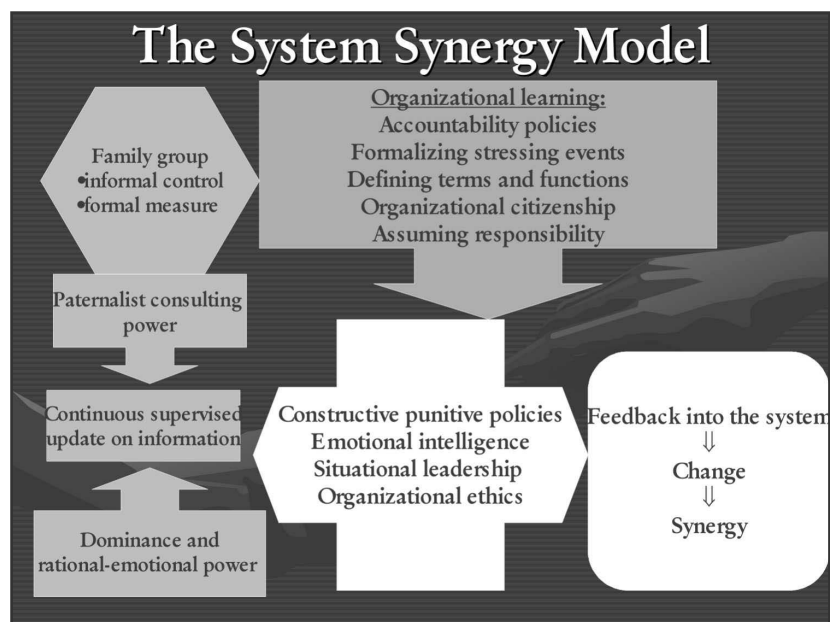 The System Synergy Model
Family group
•informal control
•formal measure
Organizational learning:
Accountability policies
Formalizing stressing events
Defining terms and functions
Organizational citizenship
Assuming responsibility
Paternalist consulting
power
Continuous supervised
update on information
Dominance and
rational-emotional power
Constructive punitive policies
Emotional intelligence
Situational leadership
Organizational ethics
Feedback into the system
⇓
Change
⇓
Synergy